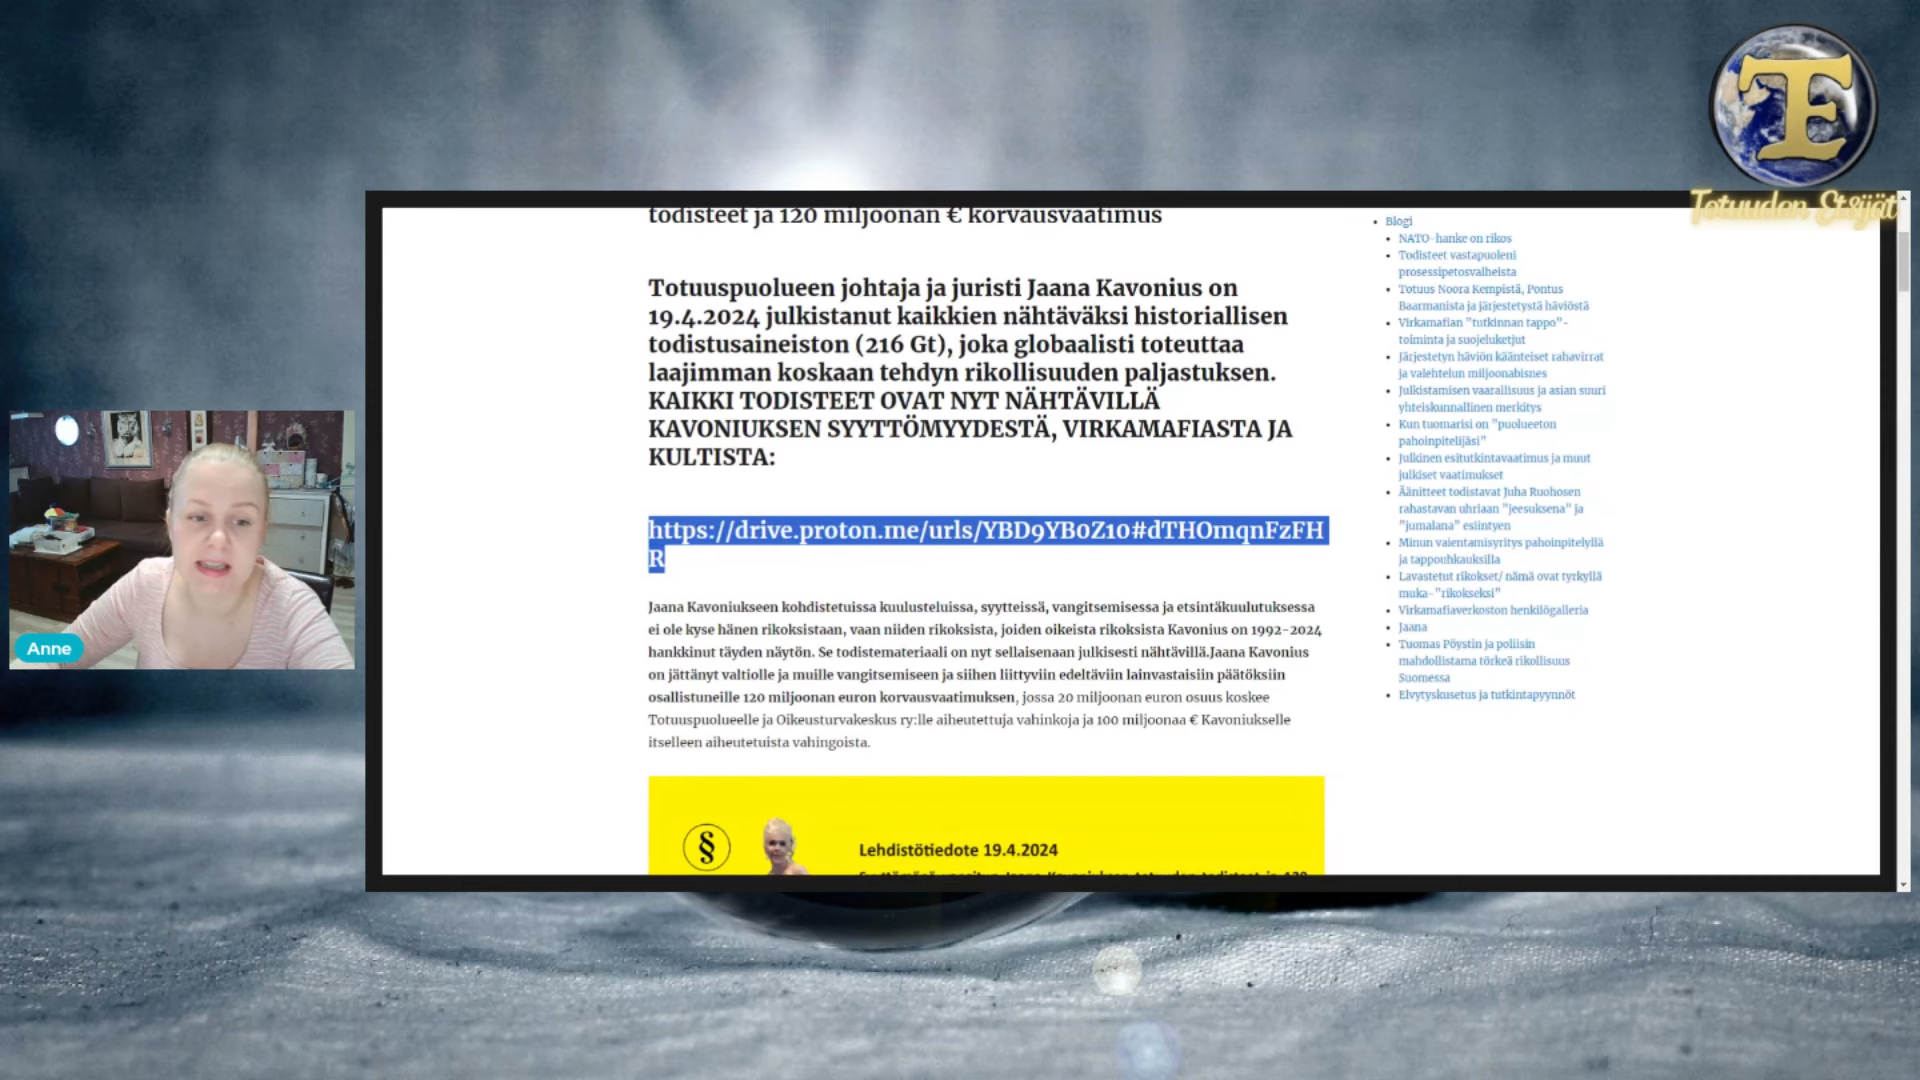 TE
Totuuden Etsijät
todisteet ja 120 miljoonan € korvausvaatimus
Totuuspuolueen johtaja ja juristi Jaana Kavonius on
19.4.2024 julkistanut kaikkien nähtäväksi historiallisen
todistusaineiston (216 Gt), joka globaalisti toteuttaa
laajimman koskaan tehdyn rikollisuuden paljastuksen.
KAIKKI TODISTEET OVAT NYT NÄHTÄVILLÄ
KAVONIUKSEN SYYTTÖMYYDESTÄ, VIRKAMAFIASTA JA
KULTISTA:
https://drive.proton.me/urls/YBD9YB0Z10#dTHOmqnFzFH
R
Jaana Kavoniukseen kohdistetuissa kuulusteluissa, syytteissä, vangitsemisessa ja etsintäkuulutuksessa
ei ole kyse hänen rikoksistaan, vaan niiden rikoksista, joiden oikeista rikoksista Kavonius on 1992-2024
hankkinut täyden näytön. Se todistemateriaali on nyt sellaisenaan julkisesti nähtävillä.Jaana Kavonius
on jättänyt valtiolle ja muille vangitsemiseen ja siihen liittyviin edeltäviin lainvastaisiin päätöksiin
osallistuneille 120 miljoonan euron korvausvaatimuksen, jossa 20 miljoonan euron osuus koskee
Totuuspuolueelle ja Oikeusturvakeskus ry:lle aiheutettuja vahinkoja ja 100 miljoonaa € Kavoniukselle
itselleen aiheutetuista vahingoista.
§
Lehdistötiedote 19.4.2024
Blogi
NATO-hanke on rikos
Todisteet vastapuoleni
prosessipetosvalheista
Totuus Noora Kempistä, Pontus
Baarmanista ja järjestetystä häviöstä
Virkamafian "tutkinnan tappo"-
toiminta ja suojeluketjut
Järjestetyn häviön käänteiset rahavirrat
ja valehtelun miljoonabisnes
Julkistamisen vaarallisuus ja asian suuri
yhteiskunnallinen merkitys
Kun tuomarisi on "puolueeton
pahoinpitelijäsi"
Julkinen esitutkintavaatimus ja muut
julkiset vaatimukset
Äänitteet todistavat Juha Ruohosen
rahastavan uhriaan "jeesuksena" ja
"jumalana" esiintyen
Minun vaientamisyritys pahoinpitelyllä
ja tappouhkauksilla
Lavastetut rikokset/ nämä ovat tyrkyllä
muka-"rikokseksi"
Virkamafiaverkoston henkilögalleria
Jaana
Tuomas Pöystin ja poliisin
mahdollistama törkeä rikollisuus
Suomessa
Elvytyskusetus ja tutkintapyynnöt
Anne